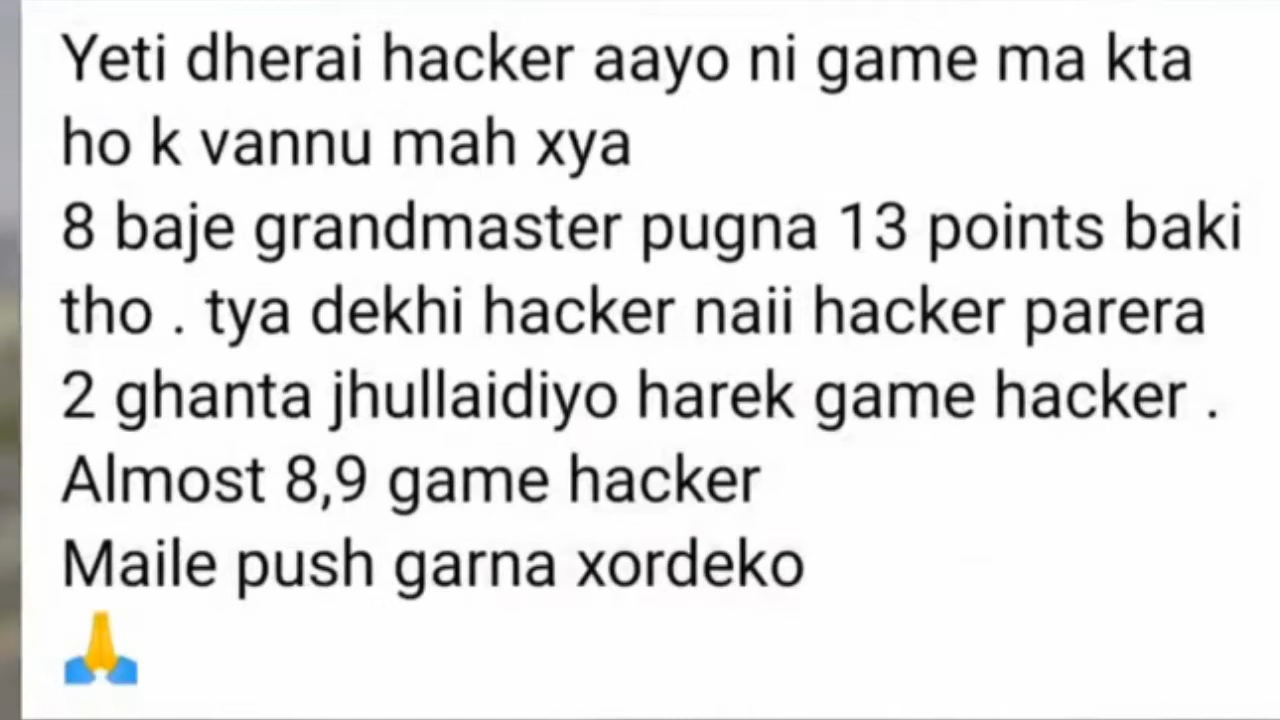 Yeti dherai hacker aayo ni game ma kta
ho k vannu mah xya
8 baje grandmaster pugna 13 points baki
tho . tya dekhi hacker naii hacker parera
2 ghanta jhullaidiyo harek game hacker .
Almost 8,9 game hacker
Maile push garna xordeko
🙏